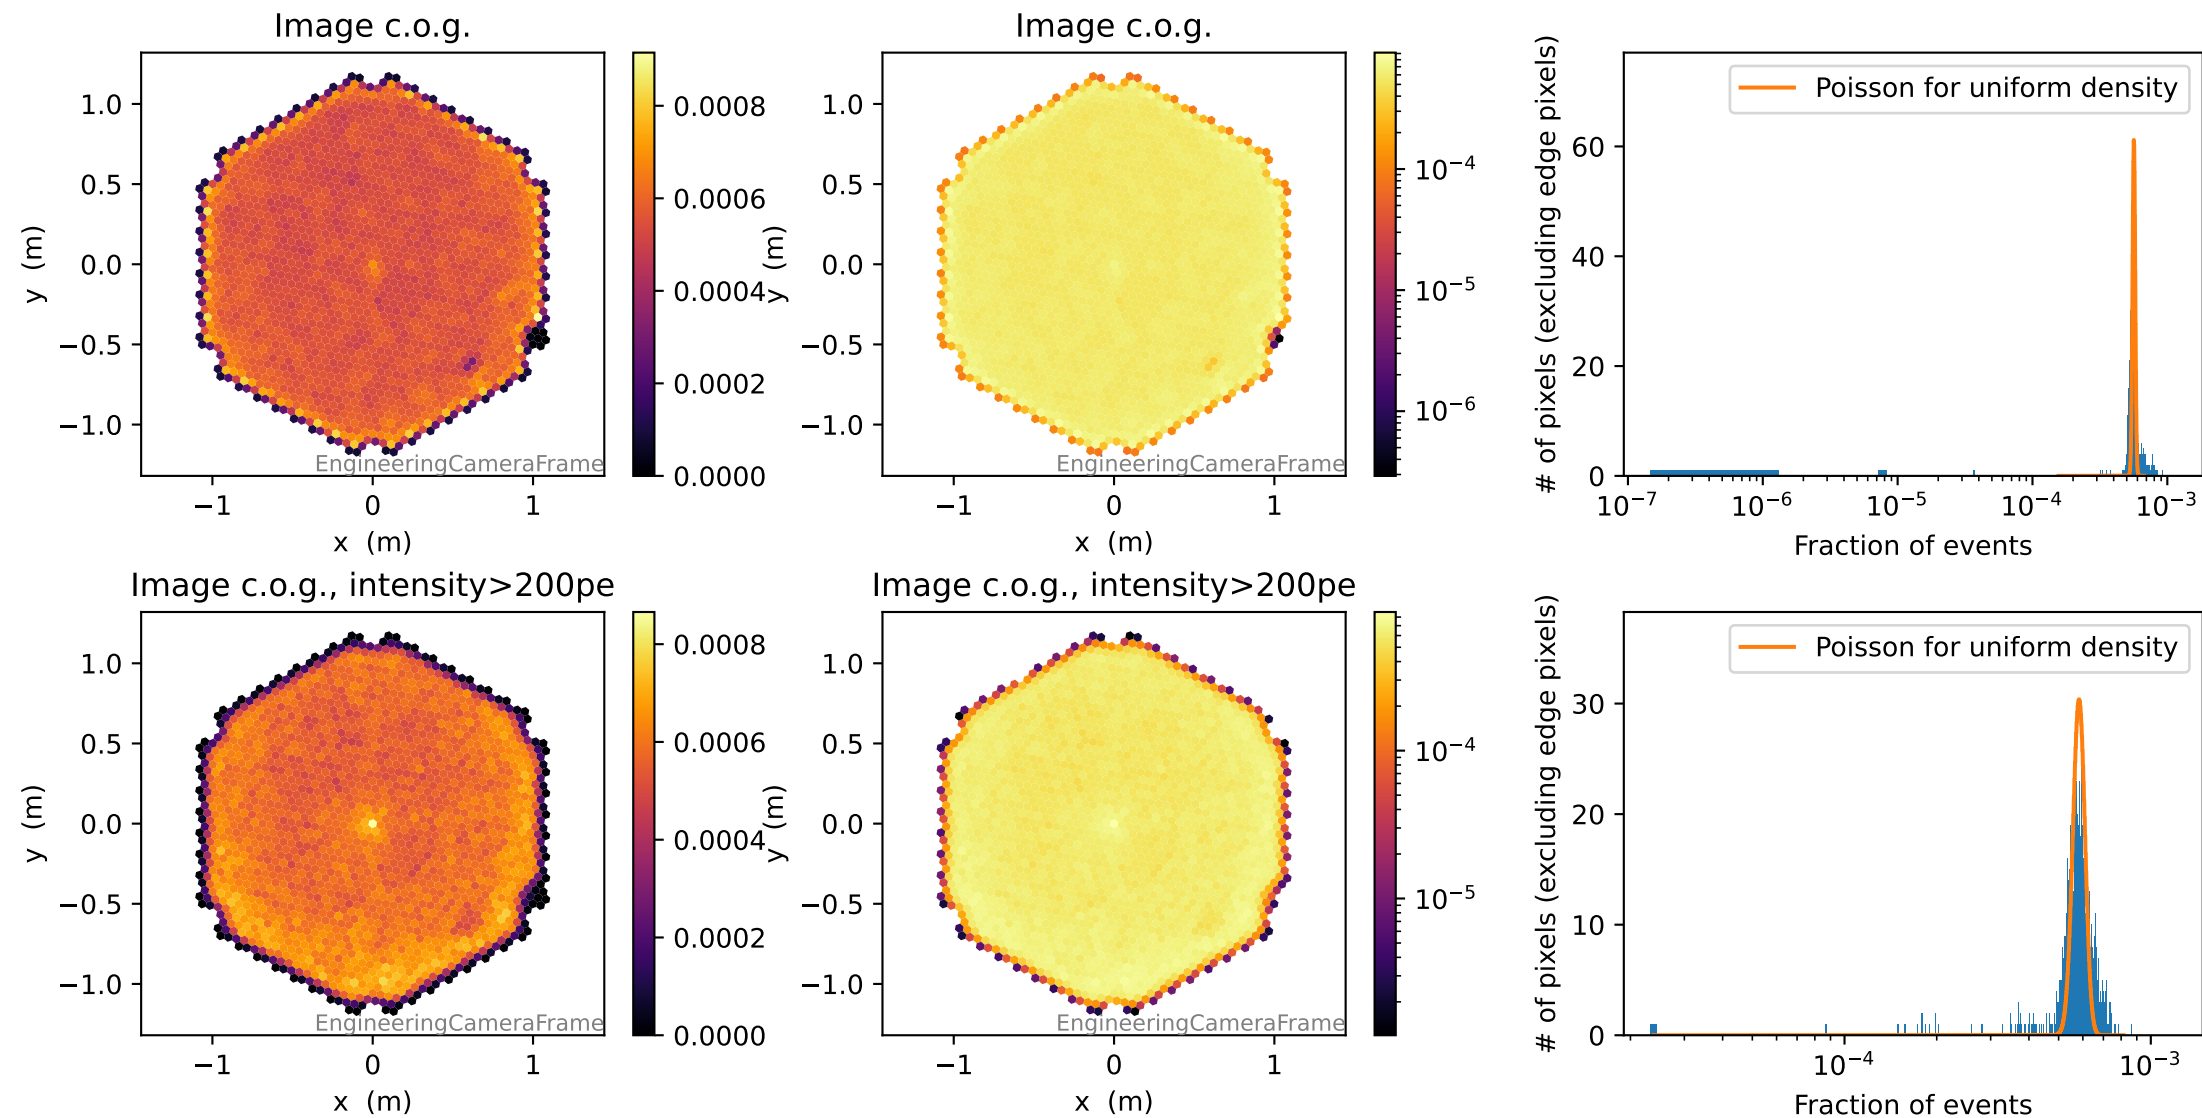 Image c.o.g.
1.0
0.5
0.0
−0.5
−1.0
y (m)
−1
0
1
x (m)
EngineeringCameraFrame
0.0008
0.0006
0.0004
0.0002
0.0000
Image c.o.g.
1.0
0.5
0.0
−0.5
−1.0
y (m)
−1
0
1
x (m)
EngineeringCameraFrame
10⁻⁴
10⁻⁵
10⁻⁶
Poisson for uniform density
# of pixels (excluding edge pixels)
60
40
20
0
10⁻⁷
10⁻⁶
10⁻⁵
10⁻⁴
10⁻³
Fraction of events
Image c.o.g., intensity>200pe
1.0
0.5
0.0
−0.5
−1.0
y (m)
−1
0
1
x (m)
EngineeringCameraFrame
0.0008
0.0006
0.0004
0.0002
0.0000
Image c.o.g., intensity>200pe
1.0
0.5
0.0
−0.5
−1.0
y (m)
−1
0
1
x (m)
EngineeringCameraFrame
10⁻⁴
10⁻⁵
Poisson for uniform density
# of pixels (excluding edge pixels)
30
20
10
0
10⁻⁴
10⁻³
Fraction of events